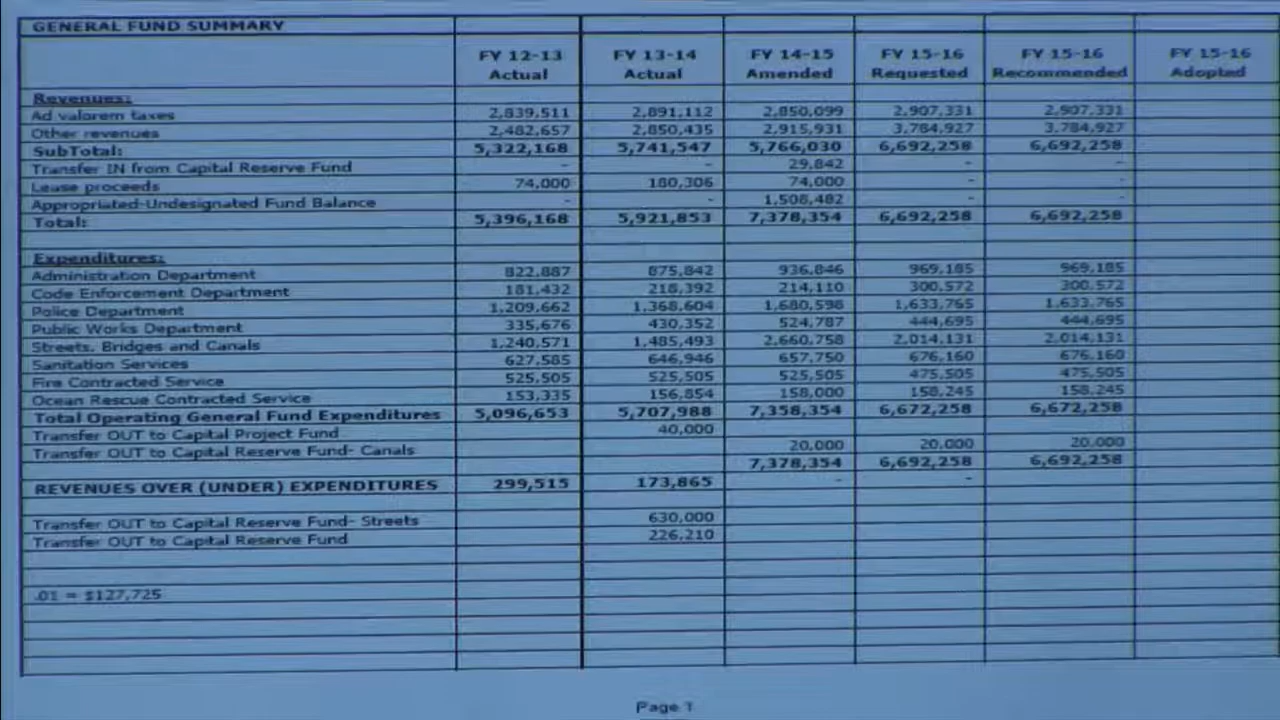 GENERAL FUND SUMMARY
FY 12-13 Actual FY 13-14 Actual FY 14-15 Amended FY 15-16 Requested FY 15-16 Recommended FY 15-16 Adopted
Revenues:
Ad valorem taxes 2,839,511 2,891,112 2,850,099 2,907,331 2,907,331
Other revenues 2,482,657 2,850,435 2,915,931 3,784,927 3,784,927
SubTotal: 5,322,168 5,741,547 5,766,030 6,692,258 6,692,258
Transfer IN from Capital Reserve Fund - - 29,842 - -
Lease proceeds 74,000 180,306 74,000 - -
Appropriated-Undesignated Fund Balance - - 1,508,482 - -
Total: 5,396,168 5,921,853 7,378,354 6,692,258 6,692,258
Expenditures:
Administration Department 822,887 875,842 936,846 969,185 969,185
Code Enforcement Department 181,432 218,392 214,110 300,572 300,572
Police Department 1,209,662 1,368,604 1,680,598 1,633,765 1,633,765
Public Works Department 335,676 430,352 524,787 444,695 444,695
Streets, Bridges and Canals 1,240,571 1,485,493 2,660,758 2,014,131 2,014,131
Sanitation Services 627,585 646,946 657,750 676,160 676,160
Fire Contracted Service 525,505 525,505 525,505 475,505 475,505
Ocean Rescue Contracted Service 153,335 156,854 158,000 158,245 158,245
Total Operating General Fund Expenditures 5,096,653 5,707,988 7,358,354 6,672,258 6,672,258
Transfer OUT to Capital Project Fund 40,000
Transfer OUT to Capital Reserve Fund- Canals 20,000 20,000 20,000
7,378,354 6,692,258 6,692,258
REVENUES OVER (UNDER) EXPENDITURES 299,515 173,865 - -
Transfer OUT to Capital Reserve Fund- Streets 630,000
Transfer OUT to Capital Reserve Fund 226,210
.01 = $127,725
Page 1